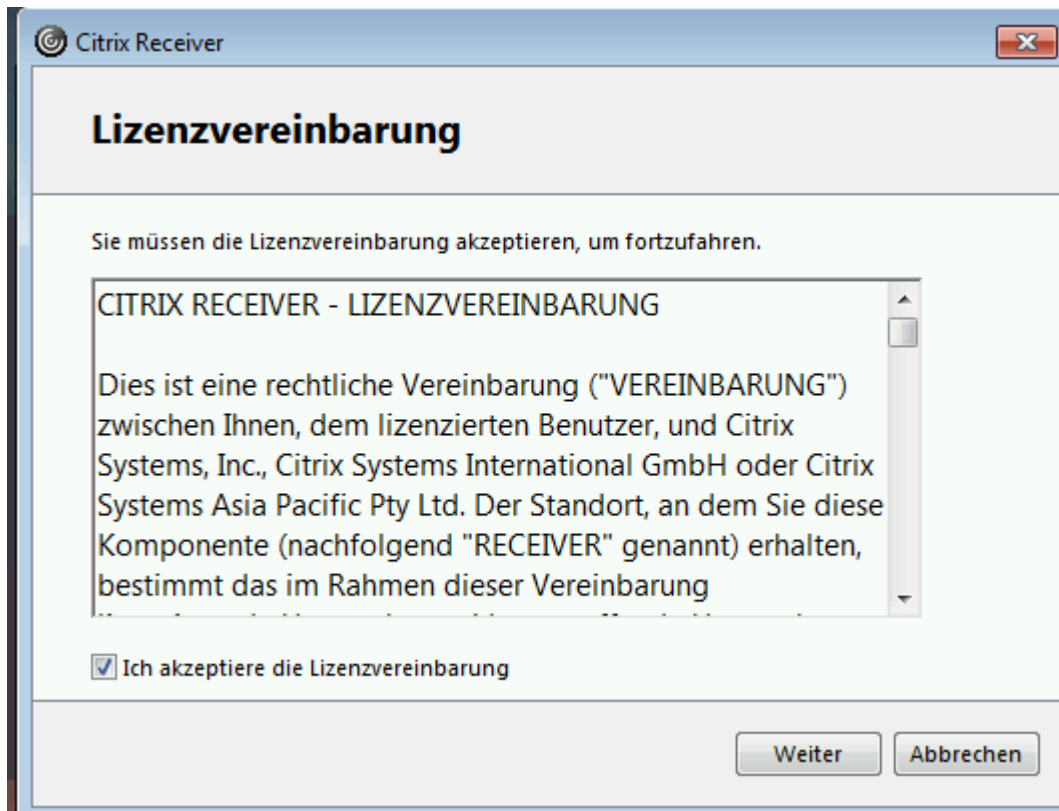 Citrix Receiver
Lizenzvereinbarung
Sie müssen die Lizenzvereinbarung akzeptieren, um fortzufahren.
CITRIX RECEIVER - LIZENZVEREINBARUNG
Dies ist eine rechtliche Vereinbarung ("VEREINBARUNG")
zwischen Ihnen, dem lizenzierten Benutzer, und Citrix
Systems, Inc., Citrix Systems International GmbH oder Citrix
Systems Asia Pacific Pty Ltd. Der Standort, an dem Sie diese
Komponente (nachfolgend "RECEIVER" genannt) erhalten,
bestimmt das im Rahmen dieser Vereinbarung
Ich akzeptiere die Lizenzvereinbarung
Weiter
Abbrechen